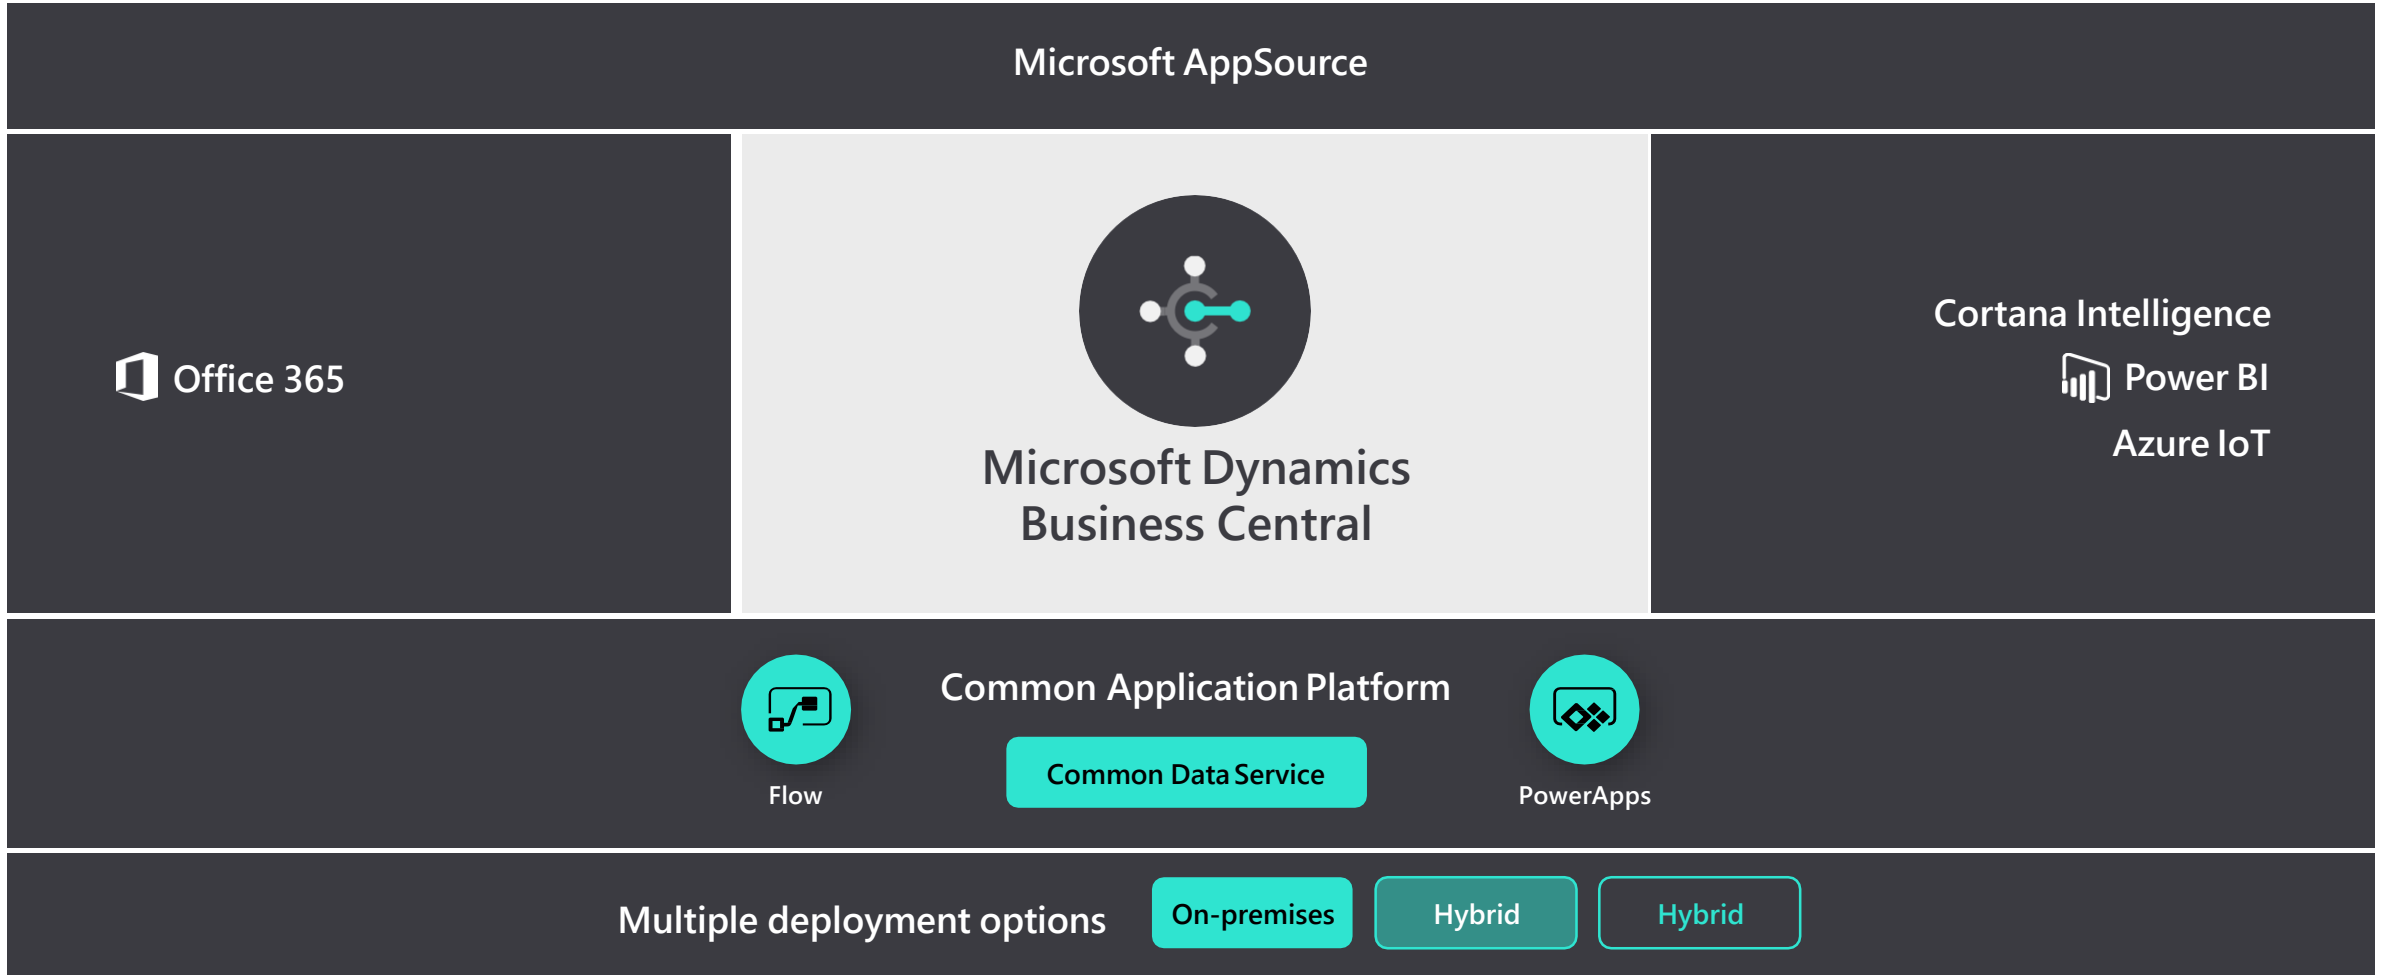 Microsoft AppSource
Office 365
Microsoft Dynamics
Business Central
Cortana Intelligence
Power BI
Azure IoT
Common Application Platform
Common Data Service
Flow
PowerApps
Multiple deployment options
On-premises
Hybrid
Hybrid